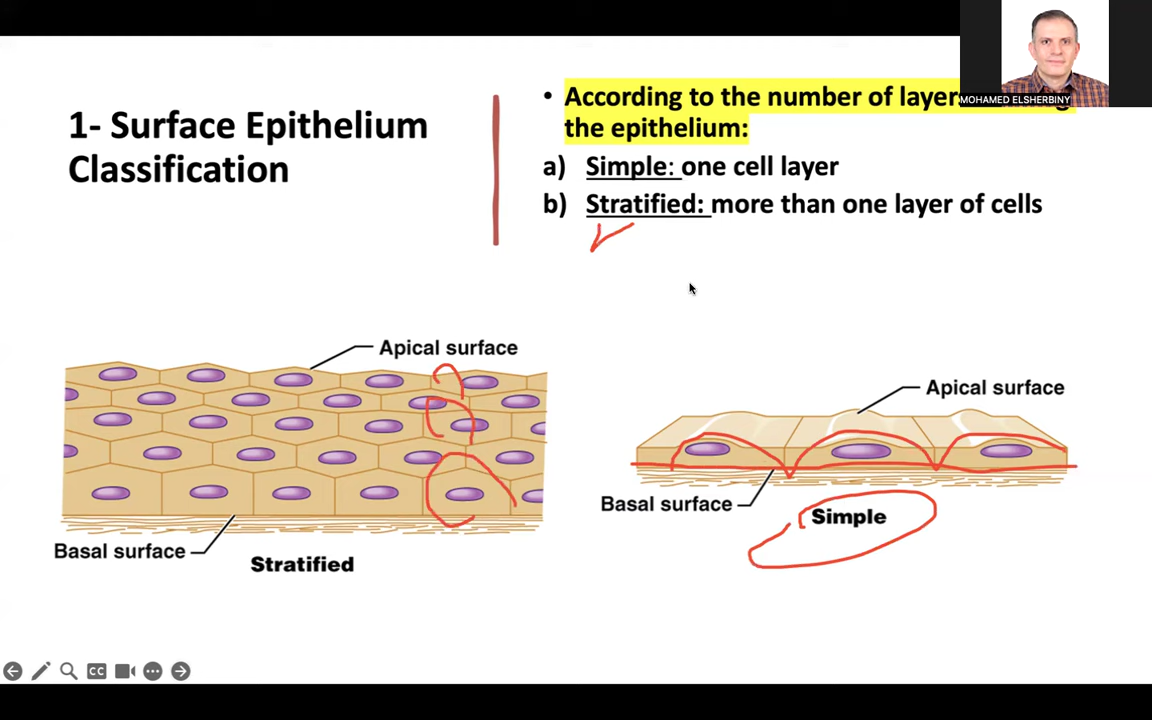 1- Surface Epithelium
Classification
• According to the number of layer
the epithelium:
a) Simple: one cell layer
b) Stratified: more than one layer of cells
MOHAMED ELSHERBINY
Apical surface
Basal surface
Stratified
Apical surface
Basal surface
Simple
CC